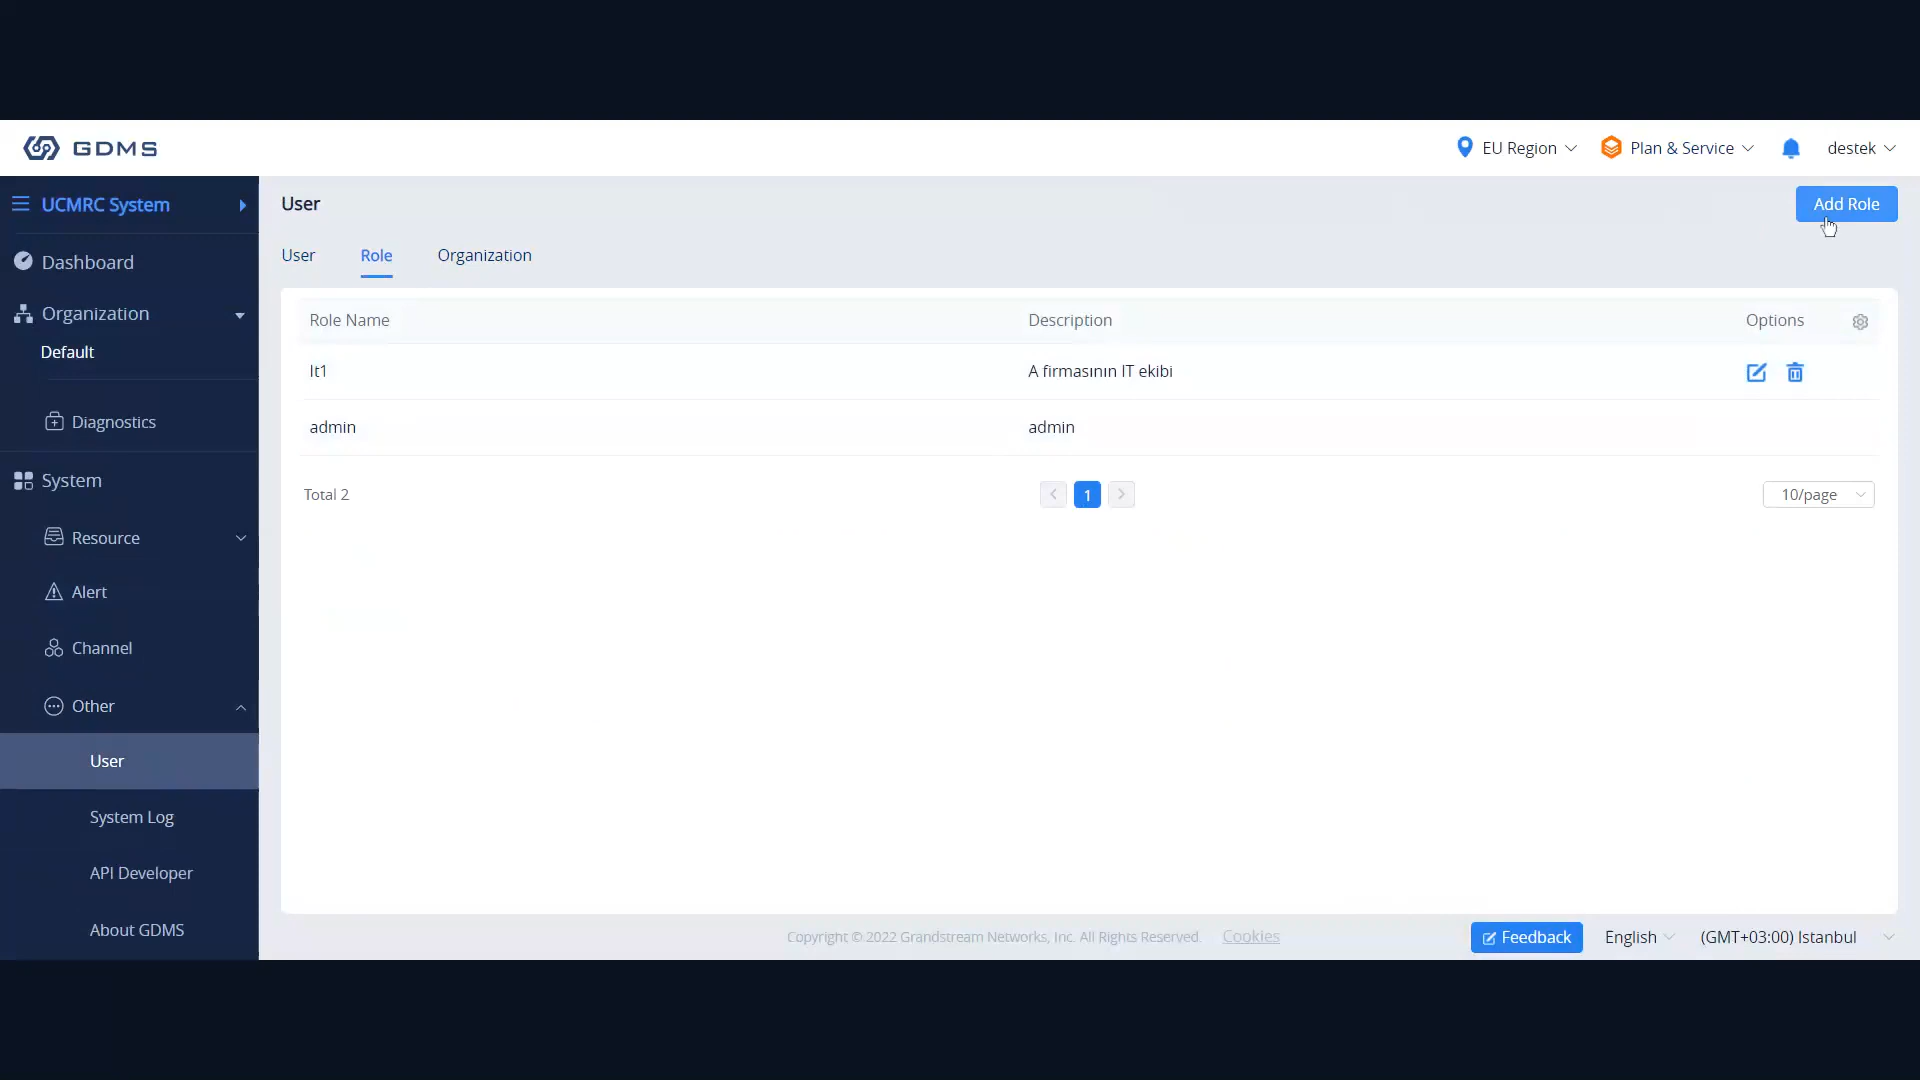 GDMS
EU Region
Plan & Service
destek
UCMRC System
User
Add Role
Dashboard
User
Role
Organization
Organization
Default
Role Name
Description
Options
It1
A firmasının IT ekibi
admin
admin
Diagnostics
System
Total 2
1
10/page
Resource
Alert
Channel
Other
User
System Log
API Developer
About GDMS
Copyright © 2022 Grandstream Networks, Inc. All Rights Reserved.
Cookies
Feedback
English
(GMT+03:00) Istanbul